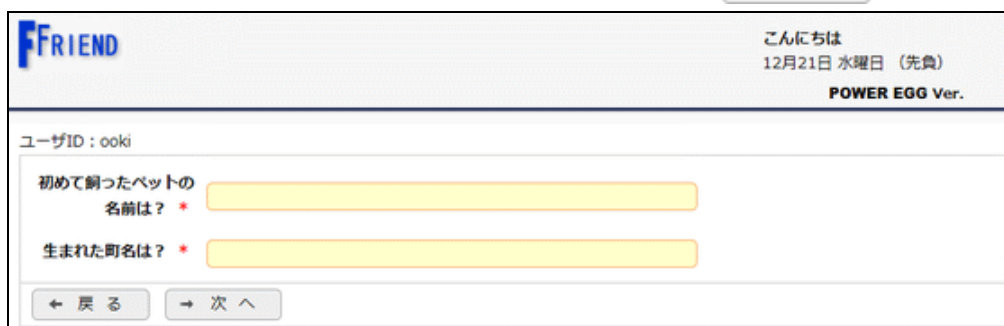 FFRIEND
こんにちは
12月21日 水曜日 （先負）
POWER EGG Ver.
ユーザID：ooki
初めて飼ったペットの
名前は？ *
生まれた町名は？ *
← 戻 る
→ 次 へ